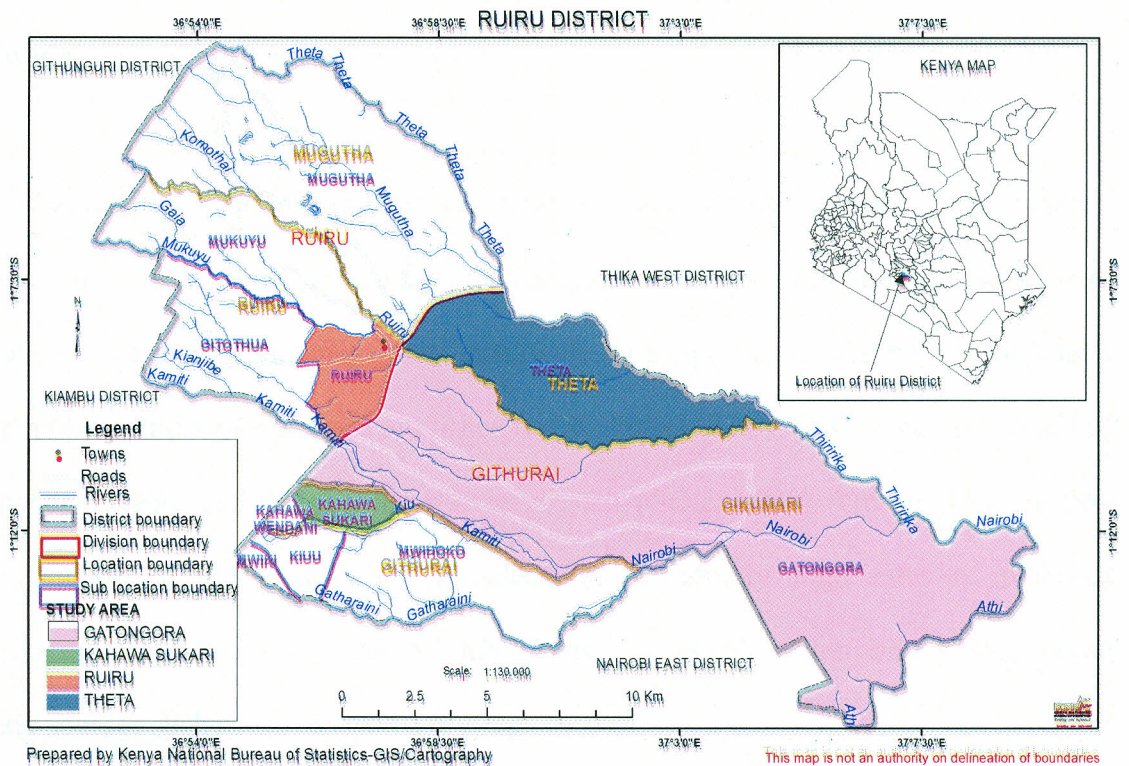 RUIRU DISTRICT
36°54'0"E
36°58'30"E
37°3'0"E
37°7'30"E
GITHUNGURI DISTRICT
Theta
Theta
KENYA MAP
Komothai
MUGUTHA
MUGUTHA
Theta
Theta
Mugutha
Gaia
MUKUYU
RUIRU
Mukuyu
Theta
1°7'30"S
THIKA WEST DISTRICT
1°7'30"S
N
RUIRU
Ruiru
GITOTHUA
Kianjibe
Kamiti
RUIRU
THETA
THETA
Location of Ruiru District
KIAMBU DISTRICT
Kamiti
Kamiti
Thiririka
Legend
Towns
Roads
Rivers
District boundary
Division boundary
Location boundary
Sub location boundary
STUDY AREA
GATONGORA
KAHAWA SUKARI
RUIRU
THETA
GITHURAI
GIKUMARI
Thiririka
KAHAWA
WENDANI
KAHAWA
SUKARI
Kiu
Kamiti
Nairobi
Nairobi
1°12'0"S
1°12'0"S
MWIKI
KIUU
MWIHOKO
GITHURAI
Nairobi
GATONGORA
Gatharaini
Gatharaini
Athi
NAIROBI EAST DISTRICT
Scale: 1:130,000
0 2.5 5 10 Km
Athi
36°54'0"E
36°58'30"E
37°3'0"E
37°7'30"E
Prepared by Kenya National Bureau of Statistics-GIS/Cartography
This map is not an authority on delineation of boundaries